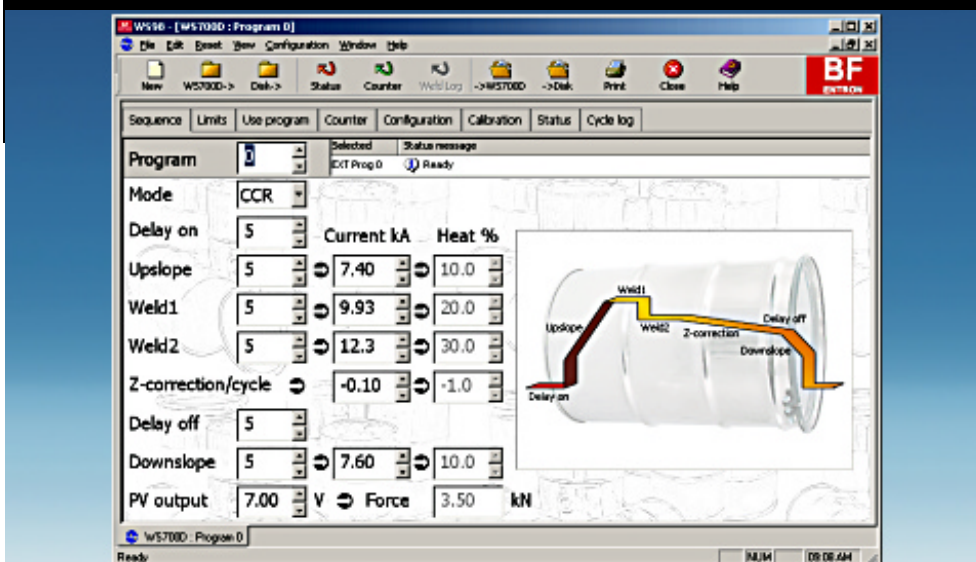 WS98 - [WS700D : Program 0]
File Edit Reset View Configuration Window Help
New WS700D-> Disk-> Status Counter Weld Log ->WS700D ->Disk Print Close Help
BF
ENTRON
Sequence Limits Use program Counter Configuration Calibration Status Cycle log
Selected Status message
Program 0 EXT Prog 0 Ready
Mode CCR
Delay on 5 Current kA Heat %
Upslope 5 7.40 10.0
Weld1 5 9.93 20.0
Weld2 5 12.3 30.0
Z-correction/cycle -0.10 -1.0
Delay off 5
Downslope 5 7.60 10.0
PV output 7.00 V Force 3.50 kN
Weld1
Upslope Weld2 Z-correction Delay off
Downslope
Delay on
WS700D : Program 0
Ready NUM 09:08 AM